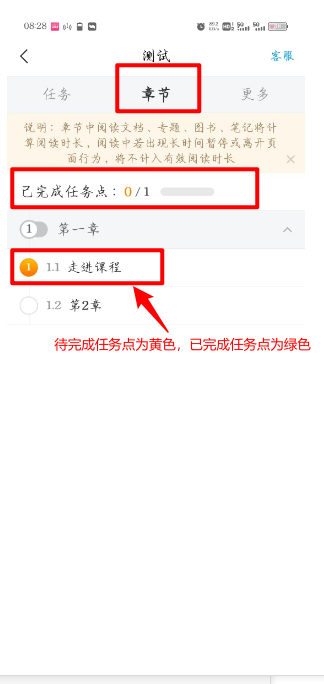 08:28
测试
客服
任务
章节
更多
说明：章节中阅读文档、专题、图书、笔记将计
算阅读时长，阅读中若出现长时间暂停或离开页
面行为，将不计入有效阅读时长
已完成任务点：0/1
1 第一章
1 1.1 走进课程
1.2 第2章
待完成任务点为黄色，已完成任务点为绿色